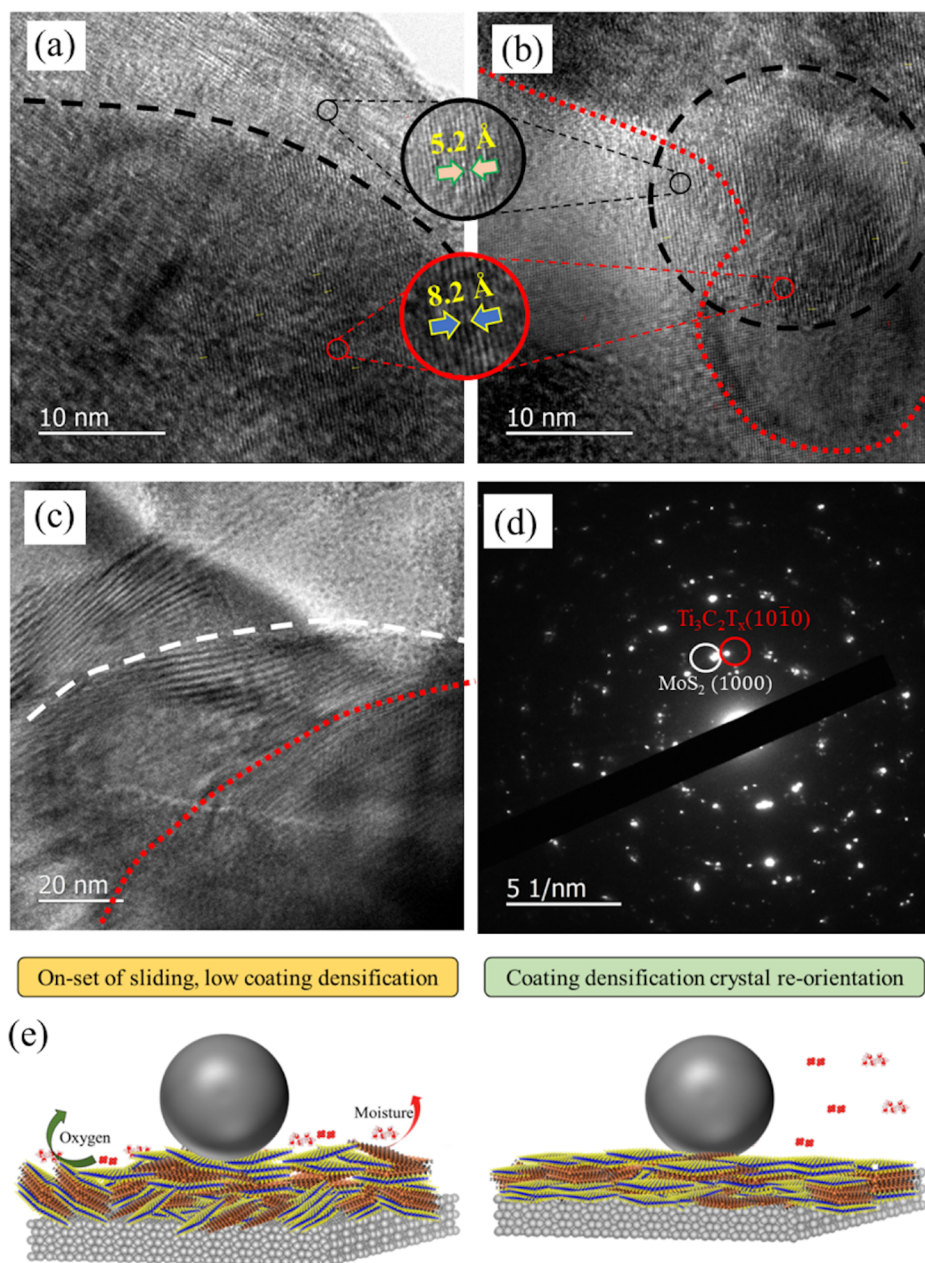 (a)
(b)
5.2 Å
8.2 Å
10 nm
10 nm
(c)
(d)
Ti₃C₂Tₓ(101̄0)
MoS₂ (1000)
20 nm
5 1/nm
On-set of sliding, low coating densification
Coating densification crystal re-orientation
(e)
Oxygen
Moisture